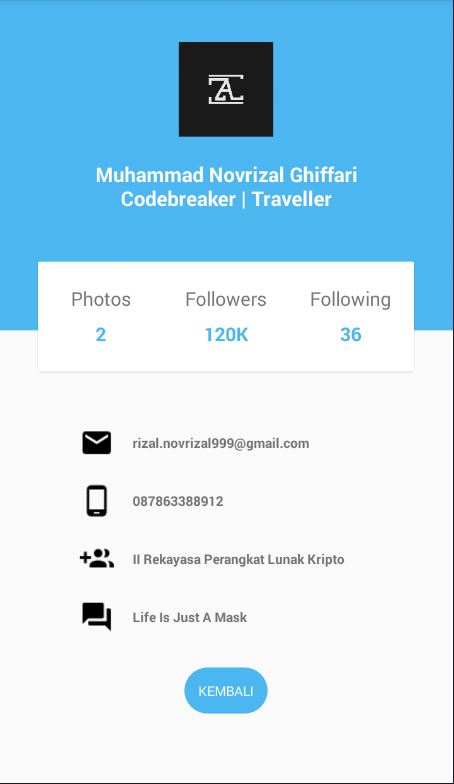 Muhammad Novrizal Ghiffari
Codebreaker | Traveller
Photos Followers Following
2 120K 36
rizal.novrizal999@gmail.com
087863388912
II Rekayasa Perangkat Lunak Kripto
Life Is Just A Mask
KEMBALI